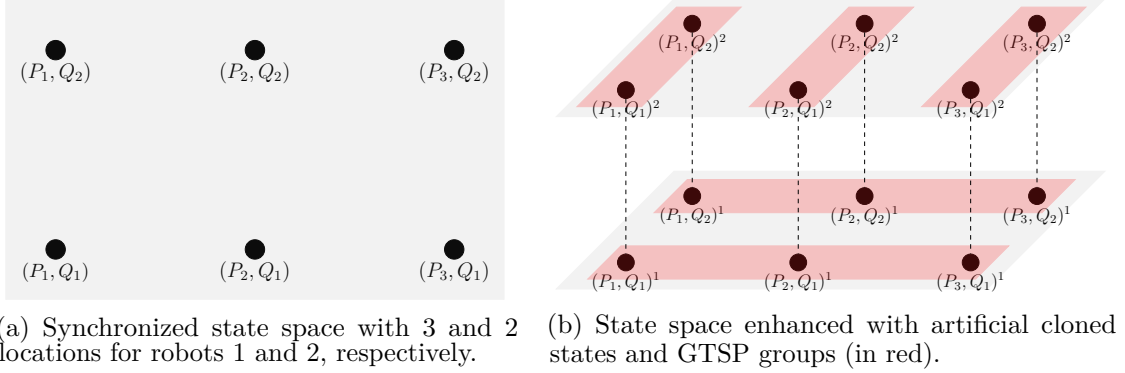 (P₁, Q₂) (P₂, Q₂) (P₃, Q₂)
(P₁, Q₁) (P₂, Q₁) (P₃, Q₁)
(a) Synchronized state space with 3 and 2
locations for robots 1 and 2, respectively.
(P₁, Q₂)² (P₂, Q₂)² (P₃, Q₂)²
(P₁, Q₁)² (P₂, Q₁)² (P₃, Q₁)²
(P₁, Q₂)¹ (P₂, Q₂)¹ (P₃, Q₂)¹
(P₁, Q₁)¹ (P₂, Q₁)¹ (P₃, Q₁)¹
(b) State space enhanced with artificial cloned
states and GTSP groups (in red).